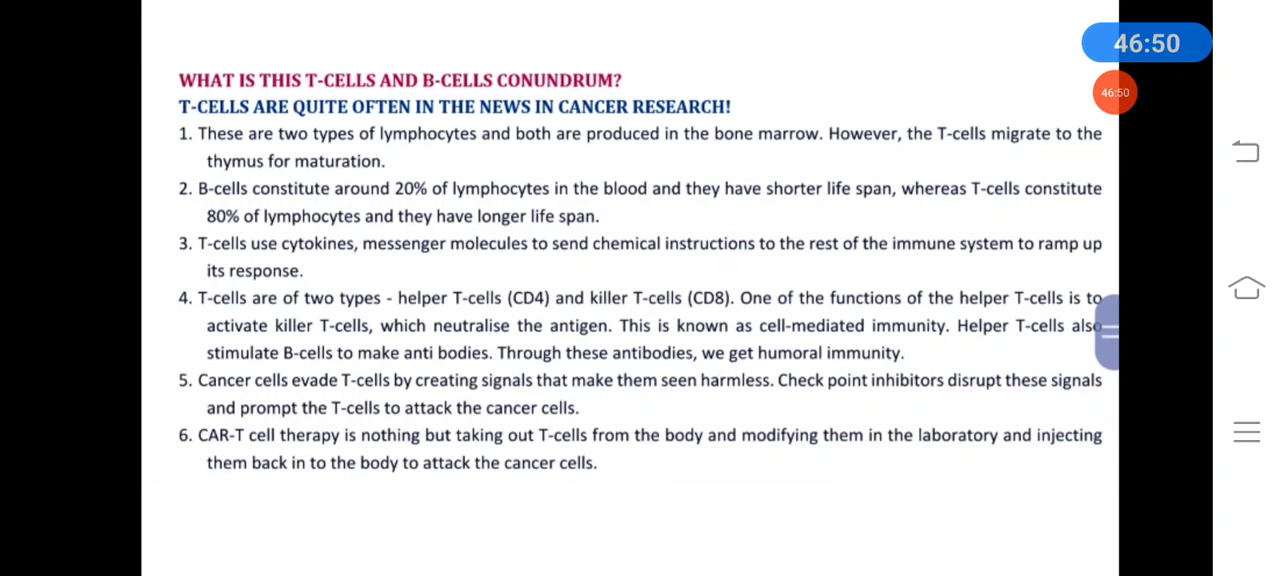 46:50
46:50
WHAT IS THIS T-CELLS AND B-CELLS CONUNDRUM?
T-CELLS ARE QUITE OFTEN IN THE NEWS IN CANCER RESEARCH!
1. These are two types of lymphocytes and both are produced in the bone marrow. However, the T-cells migrate to the
thymus for maturation.
2. B-cells constitute around 20% of lymphocytes in the blood and they have shorter life span, whereas T-cells constitute
80% of lymphocytes and they have longer life span.
3. T-cells use cytokines, messenger molecules to send chemical instructions to the rest of the immune system to ramp up
its response.
4. T-cells are of two types - helper T-cells (CD4) and killer T-cells (CD8). One of the functions of the helper T-cells is to
activate killer T-cells, which neutralise the antigen. This is known as cell-mediated immunity. Helper T-cells also
stimulate B-cells to make anti bodies. Through these antibodies, we get humoral immunity.
5. Cancer cells evade T-cells by creating signals that make them seen harmless. Check point inhibitors disrupt these signals
and prompt the T-cells to attack the cancer cells.
6. CAR-T cell therapy is nothing but taking out T-cells from the body and modifying them in the laboratory and injecting
them back in to the body to attack the cancer cells.